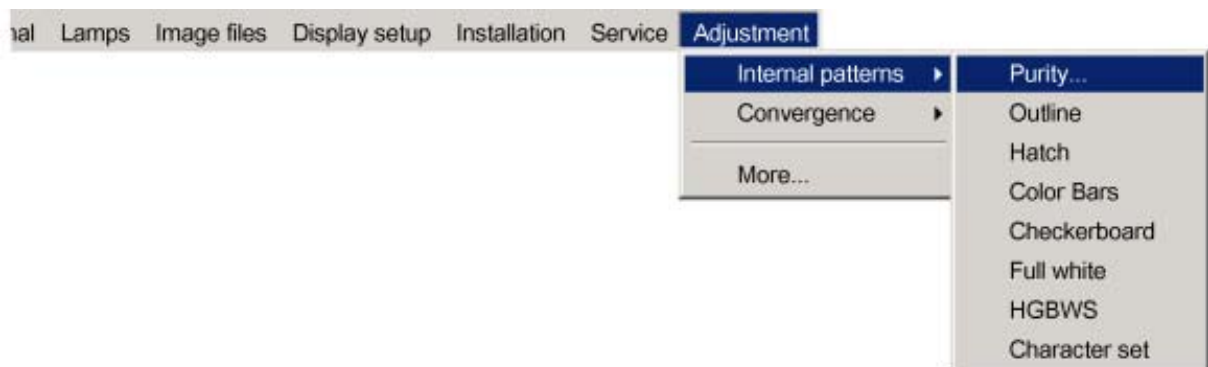 nal Lamps Image files Display setup Installation Service Adjustment
Internal patterns Purity...
Convergence Outline
Hatch
More... Color Bars
Checkerboard
Full white
HGBWS
Character set